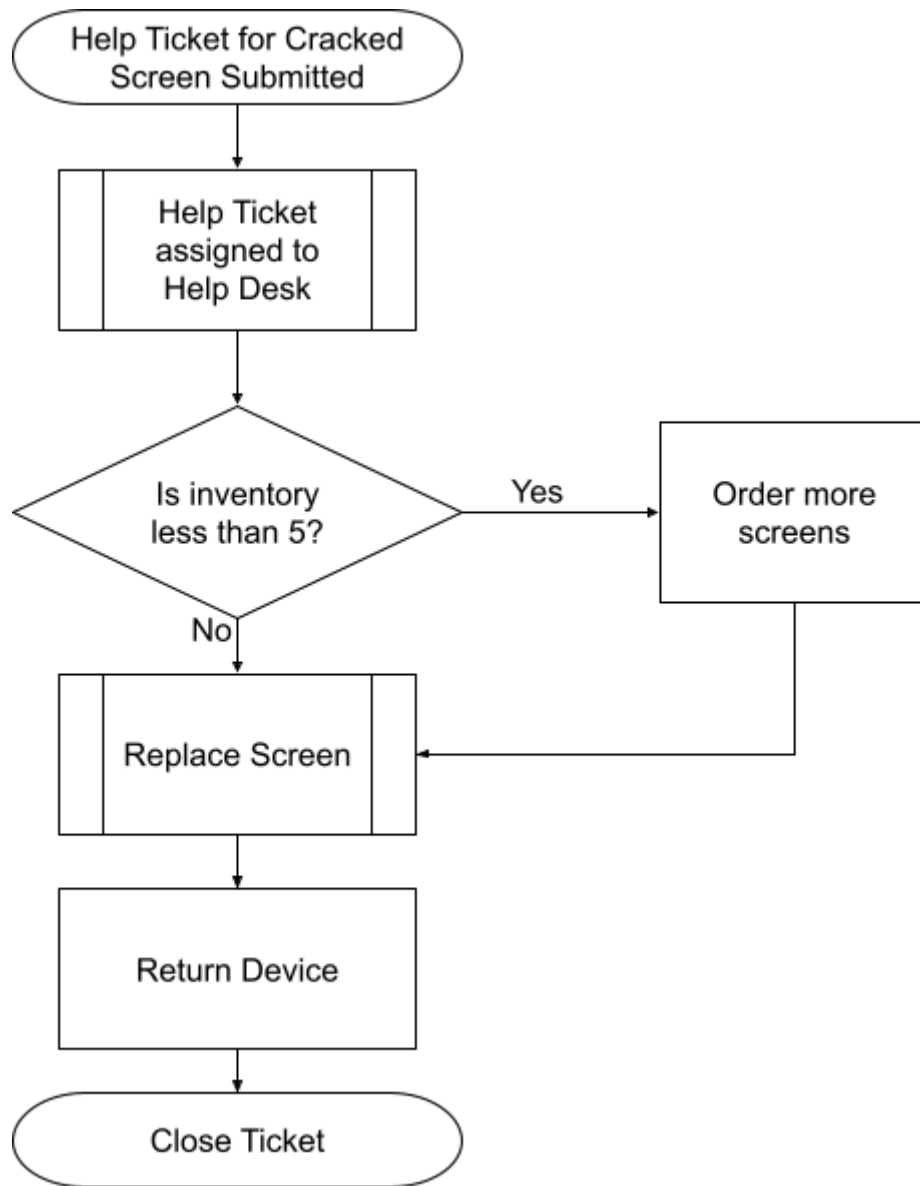 Help Ticket for Cracked
Screen Submitted
Help Ticket
assigned to
Help Desk
Is inventory
less than 5?
Yes
Order more
screens
No
Replace Screen
Return Device
Close Ticket